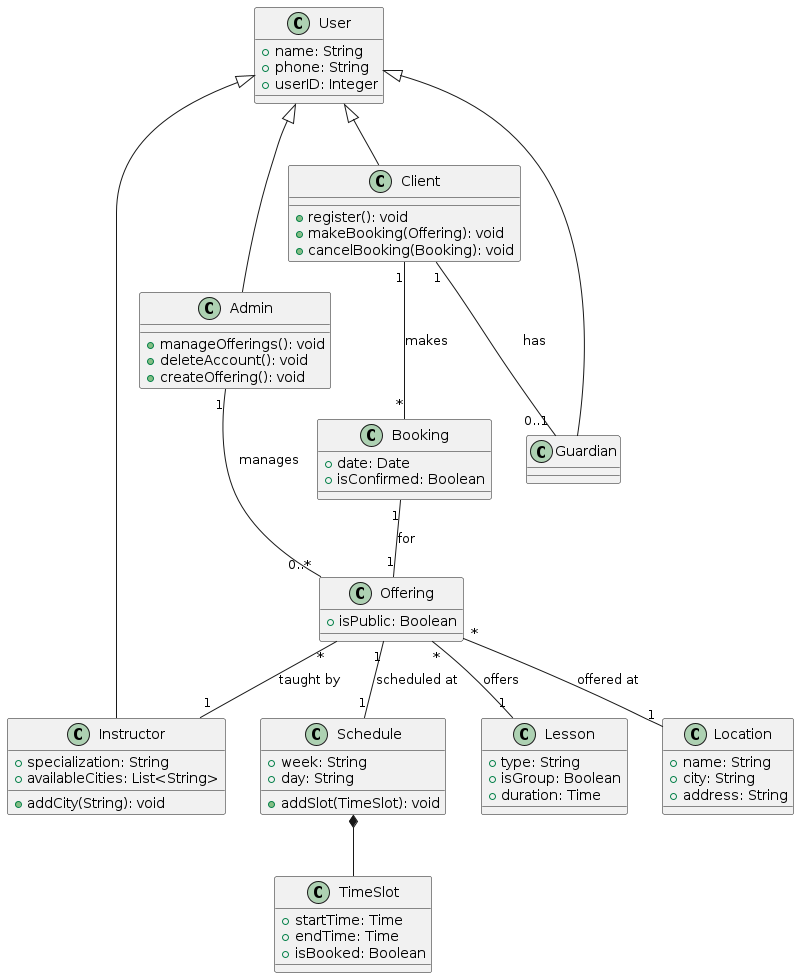 C User
name: String
phone: String
userID: Integer
C Client
register(): void
makeBooking(Offering): void
cancelBooking(Booking): void
1
1
makes
has
C Admin
manageOfferings(): void
deleteAccount(): void
createOffering(): void
1
manages
0..*
*
0..1
C Booking
date: Date
isConfirmed: Boolean
C Guardian
1
for
1
C Offering
isPublic: Boolean
*
1
*
*
taught by
scheduled at
offers
offered at
1
1
1
1
C Instructor
specialization: String
availableCities: List<String>
addCity(String): void
C Schedule
week: String
day: String
addSlot(TimeSlot): void
C Lesson
type: String
isGroup: Boolean
duration: Time
C Location
name: String
city: String
address: String
C TimeSlot
startTime: Time
endTime: Time
isBooked: Boolean